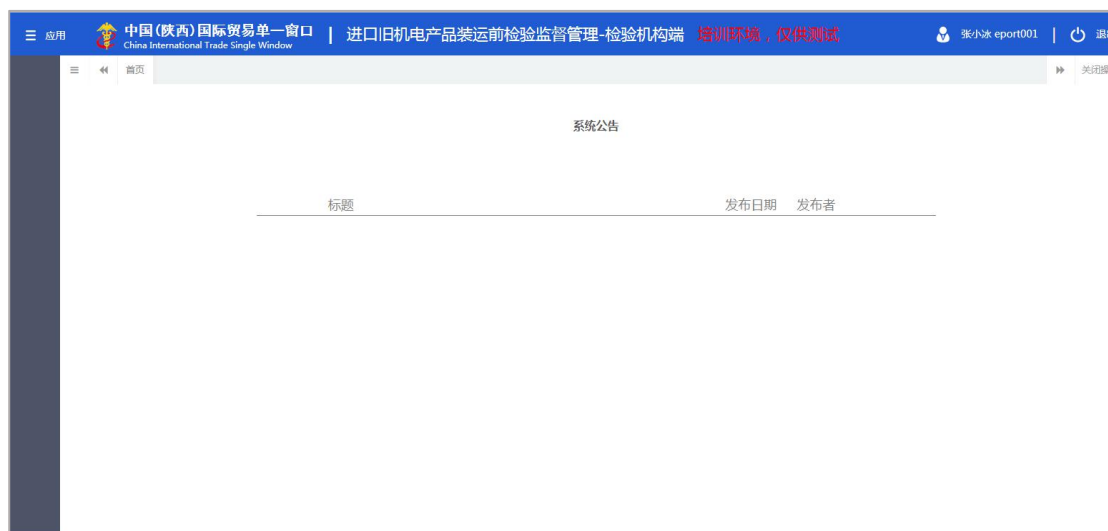 应用
中国(陕西)国际贸易单一窗口
China International Trade Single Window
进口旧机电产品装运前检验监督管理-检验机构端
培训环境，仅供测试
张小冰 eport001
首页
系统公告
标题 发布日期 发布者